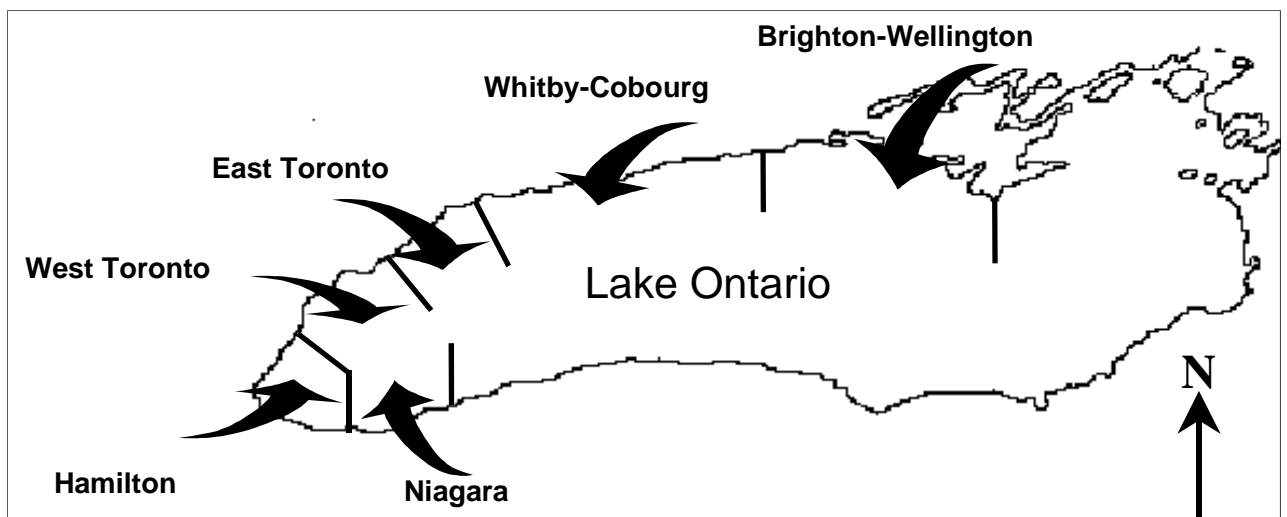 Brighton-Wellington
Whitby-Cobourg
East Toronto
West Toronto
Lake Ontario
N
Hamilton
Niagara